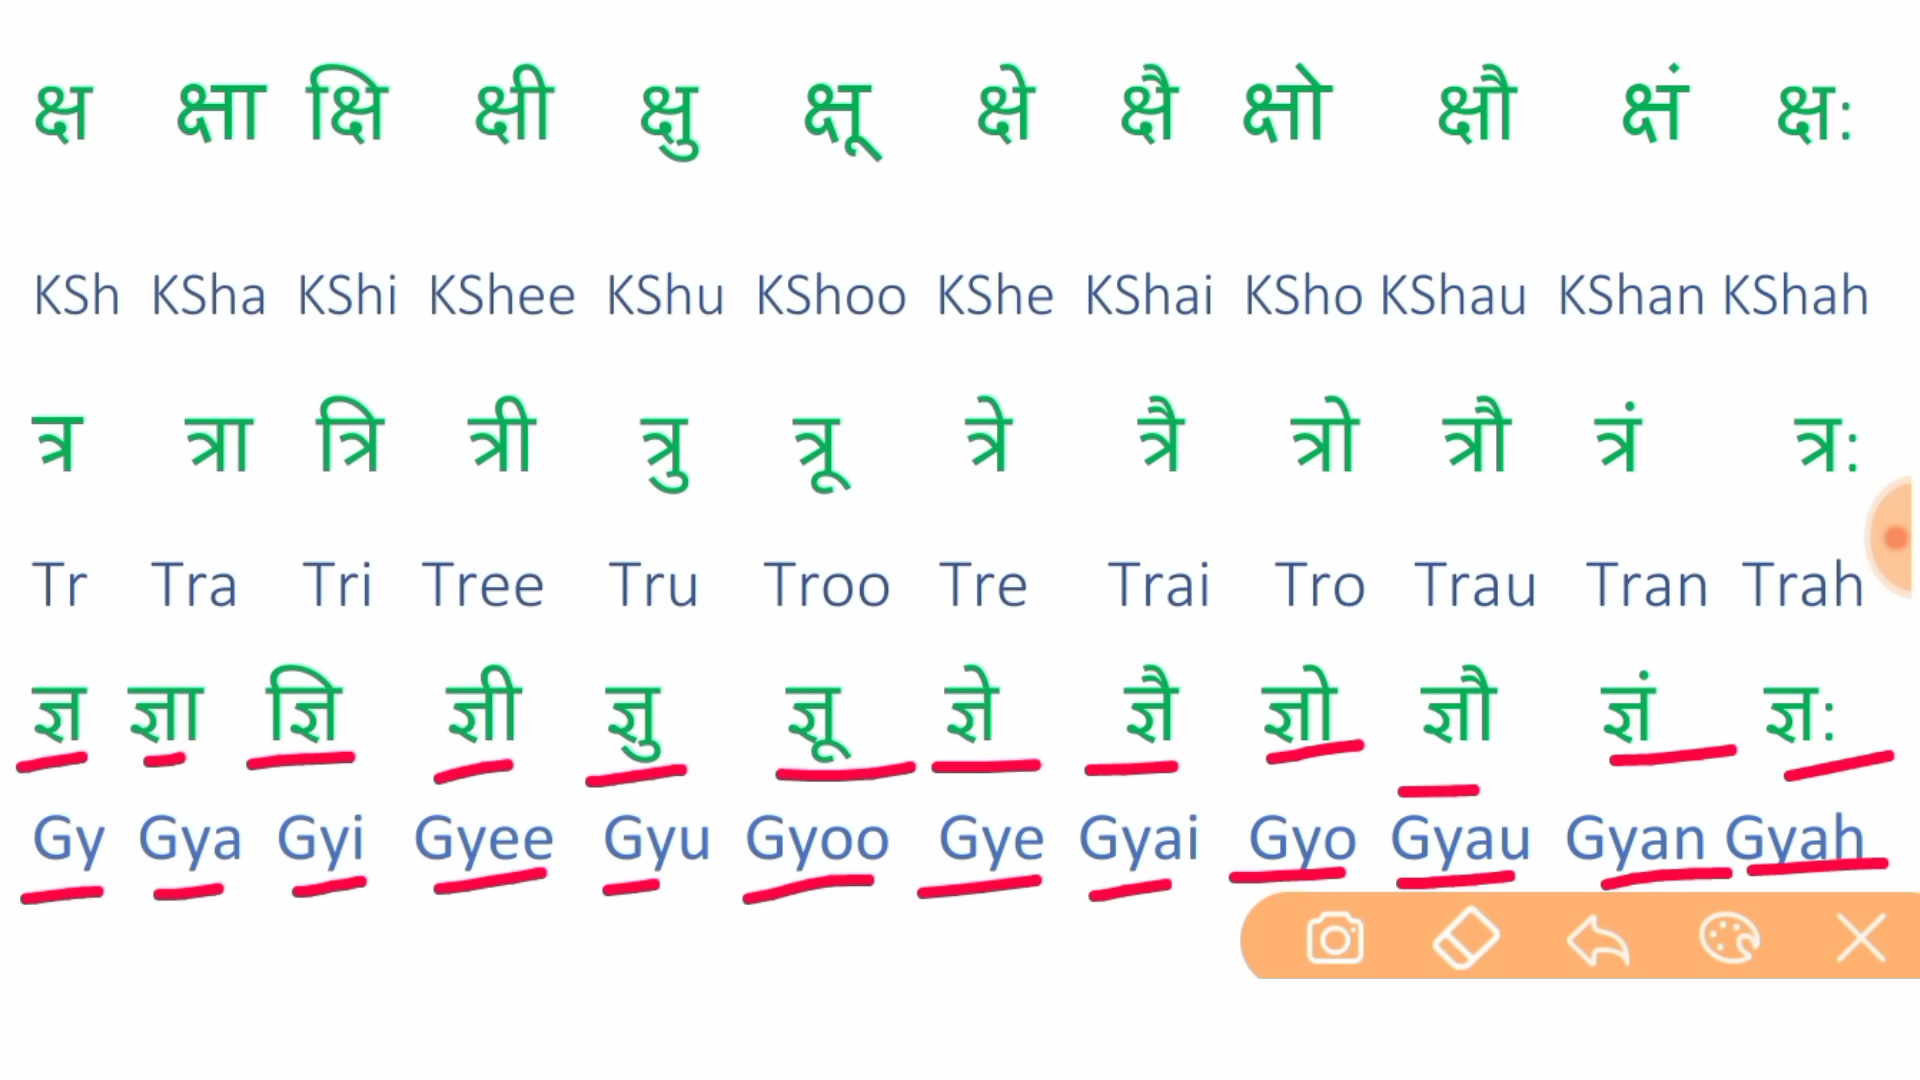 क्ष क्षा क्षि क्षी क्षु क्षू क्षे क्षै क्षो क्षौ क्षं क्ष:
KSh KSha KShi KShee KShu KShoo KShe KShai KSho KShau KShan KShah
त्र त्रा त्रि त्री त्रु त्रू त्रे त्रै त्रो त्रौ त्रं त्र:
Tr Tra Tri Tree Tru Troo Tre Trai Tro Trau Tran Trah
ज्ञ ज्ञा ज्ञि ज्ञी ज्ञु ज्ञू ज्ञे ज्ञै ज्ञो ज्ञौ ज्ञं ज्ञ:
Gy Gya Gyi Gyee Gyu Gyoo Gye Gyai Gyo Gyau Gyan Gyah